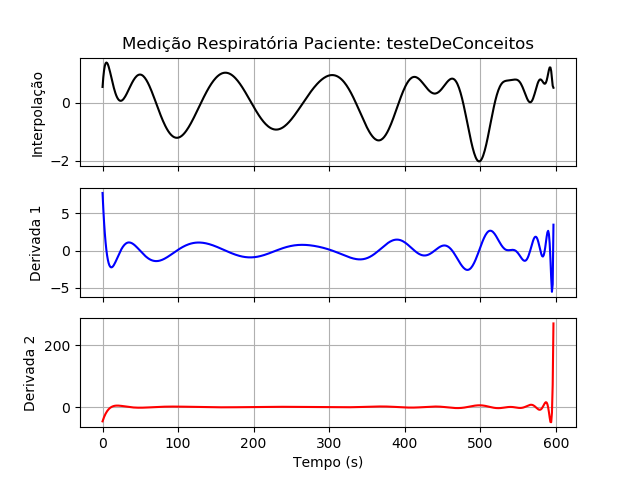 Medição Respiratória Paciente: testeDeConceitos
Interpolação
0
−2
Derivada 1
5
0
−5
Derivada 2
200
0
0 100 200 300 400 500 600
Tempo (s)